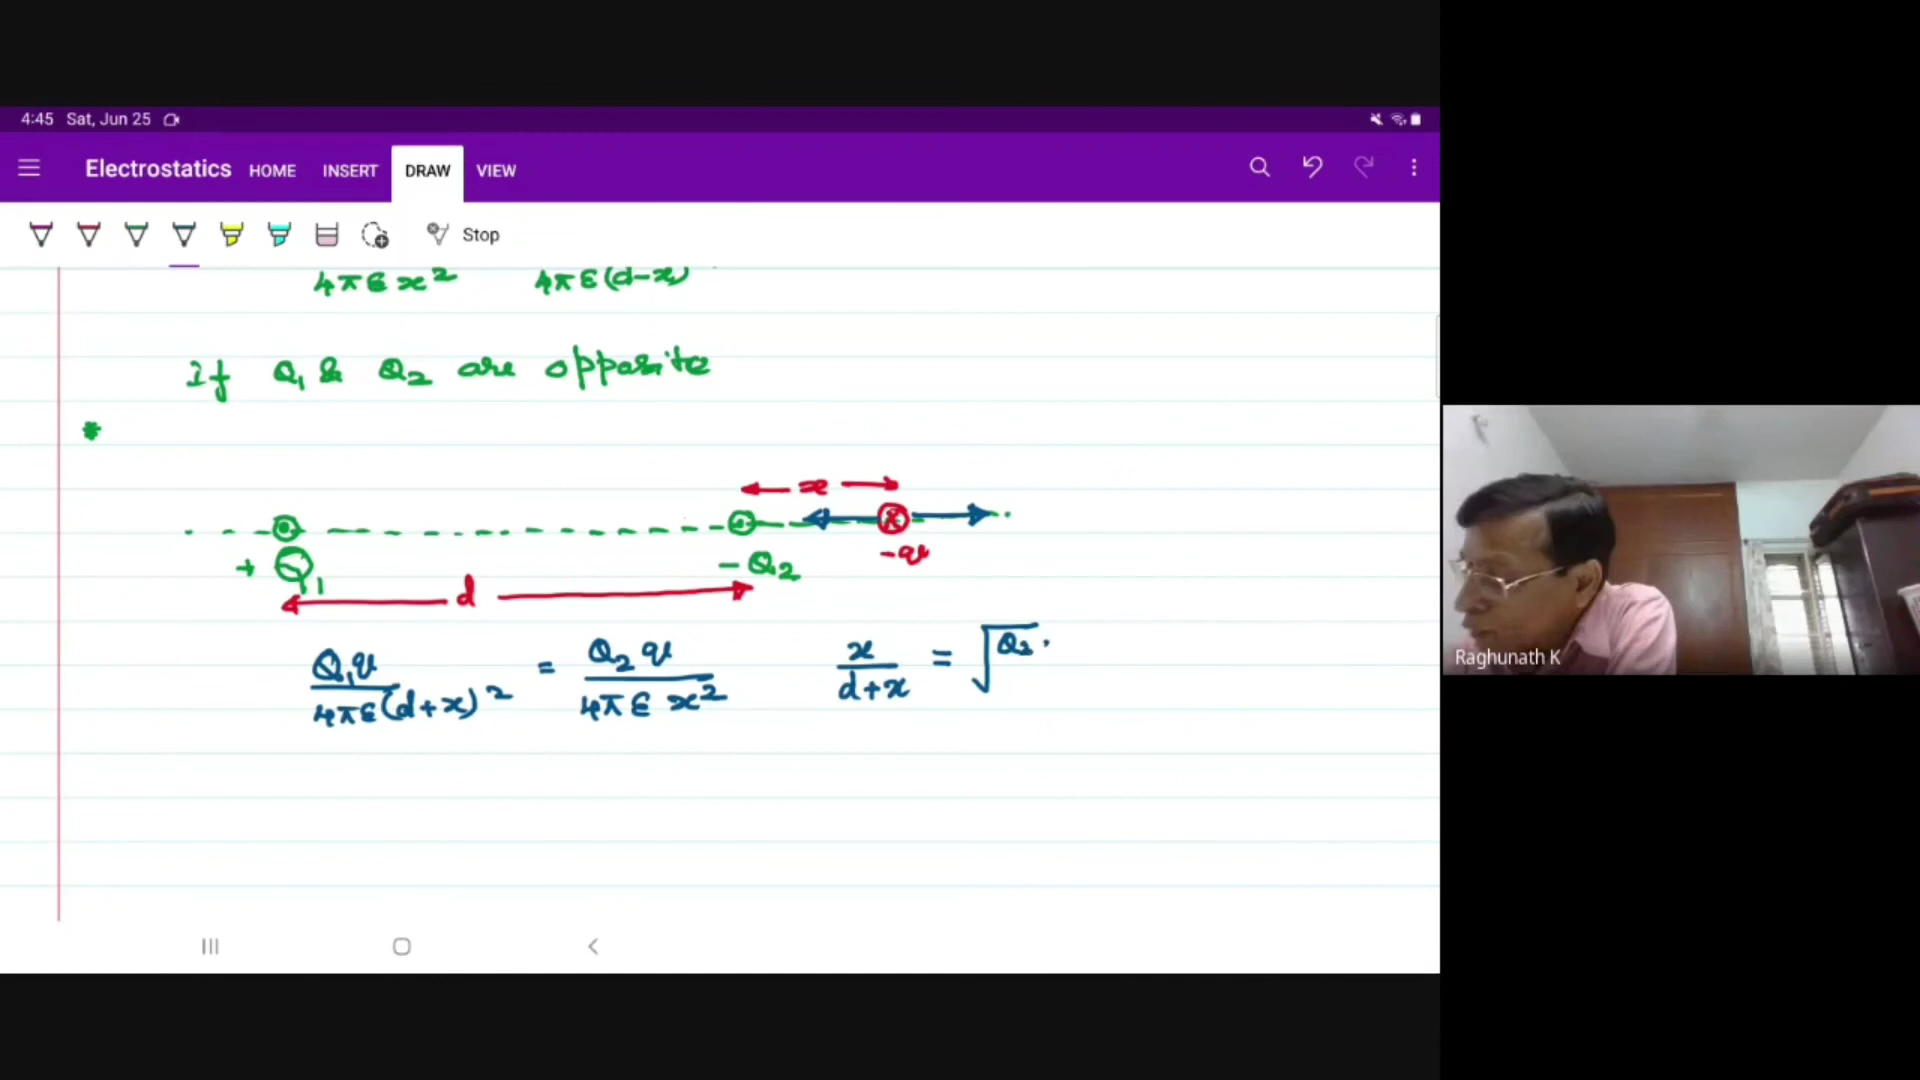 4:45 Sat, Jun 25
Electrostatics HOME INSERT DRAW VIEW
Stop
4πε x² 4πε(d-x)
If Q₁ & Q₂ are opposite
*
x
+ Q₁ - Q₂ -q
d
Q₁q / 4πε(d+x)² = Q₂q / 4πε x² x / d+x = √Q₂
Raghunath K